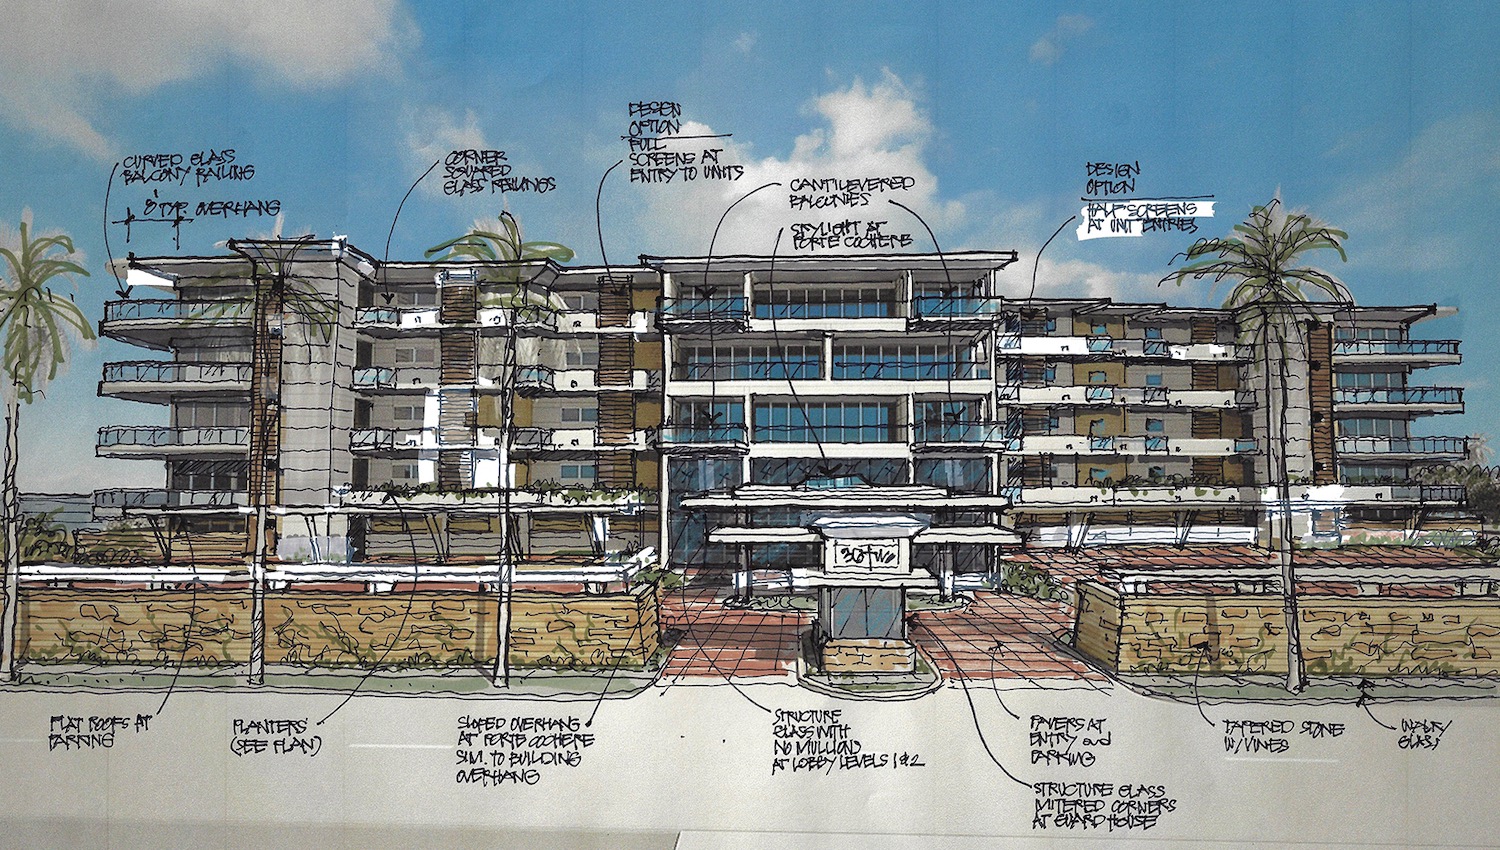 CURVED GLASS
BALCONY RAILING
8' TYP. OVERHANG
CORNER
SQUARED
GLASS RAILINGS
DESIGN
OPTION
FULL
SCREENS AT
ENTRY TO UNITS
CANTILEVERED
BALCONIES
SKYLIGHT AT
PORTE COCHERE
DESIGN
OPTION
HALF SCREENS
AT UNIT ENTRIES
FLAT ROOFS AT
PARKING
PLANTERS
(SEE PLAN)
SLOPED OVERHANG
AT PORTE COCHERE
SIM. TO BUILDING
OVERHANG
STRUCTURE
GLASS WITH
NO MULLIONS
AT LOBBY LEVELS 1 & 2
PAVERS AT
ENTRY and
PARKING
STRUCTURE GLASS
MITERED CORNERS
AT GUARD HOUSE
TAPERED STONE
W/ VINES
WALK/